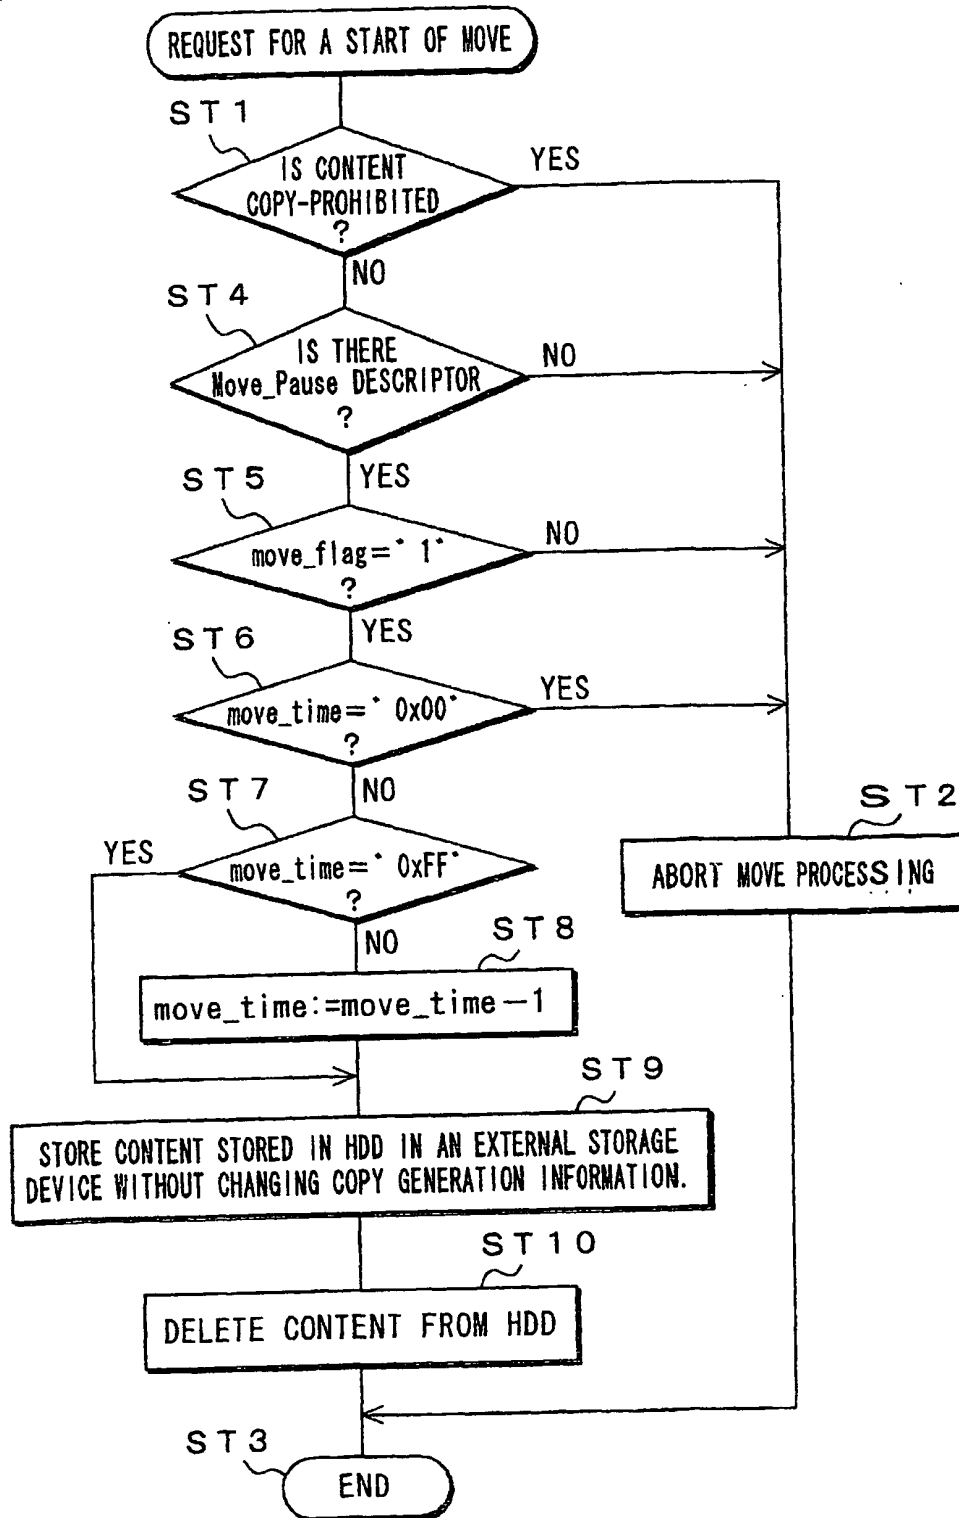 REQUEST FOR A START OF MOVE
ST1
IS CONTENT
COPY-PROHIBITED
?
YES
NO
ST4
IS THERE
Move_Pause DESCRIPTOR
?
NO
YES
ST5
move_flag="1"
?
NO
YES
ST6
move_time="0x00"
?
YES
NO
ST7
move_time="0xFF"
?
YES
NO
ST2
ABORT MOVE PROCESSING
ST8
move_time:=move_time−1
ST9
STORE CONTENT STORED IN HDD IN AN EXTERNAL STORAGE
DEVICE WITHOUT CHANGING COPY GENERATION INFORMATION.
ST10
DELETE CONTENT FROM HDD
ST3
END